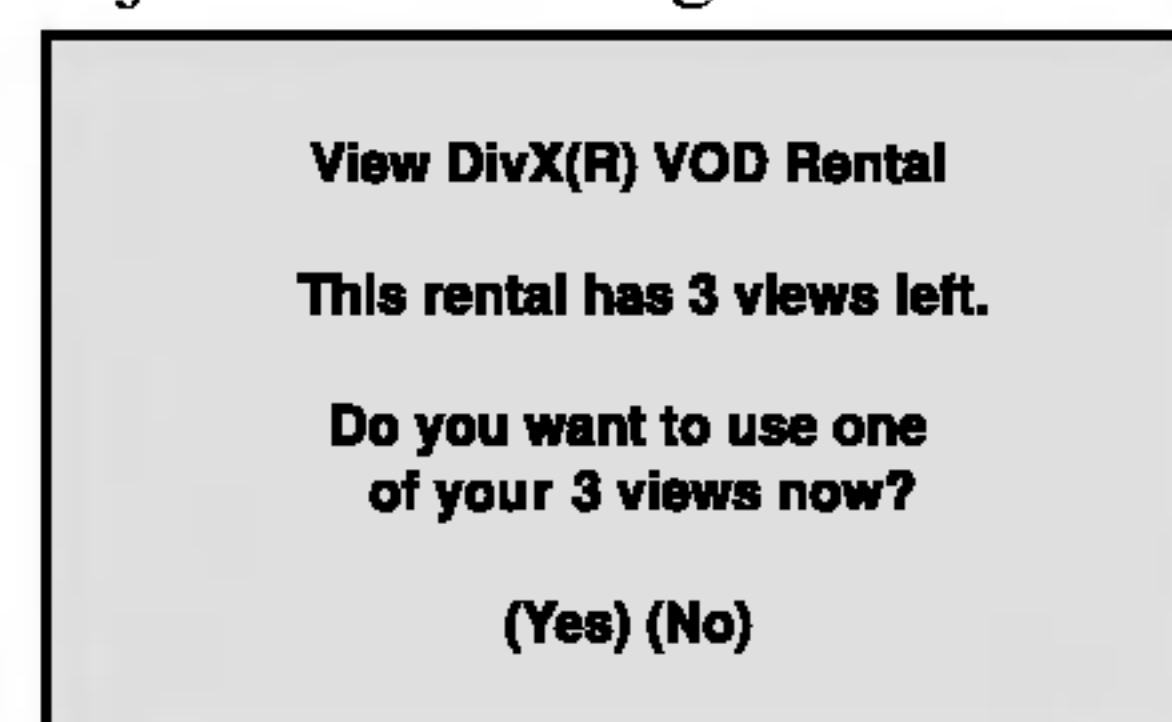 View DivX(R) VOD Rental
This rental has 3 views left.
Do you want to use one
of your 3 views now?
(Yes) (No)